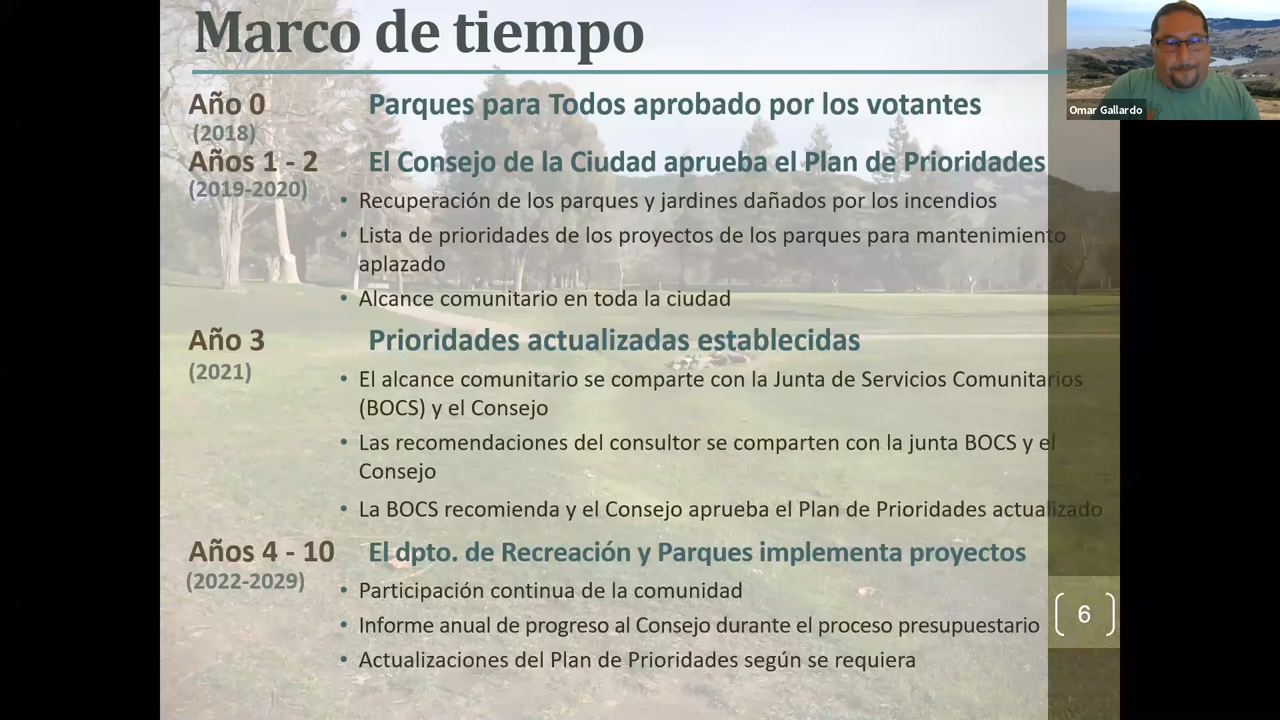 Marco de tiempo
Omar Gallardo
Año 0
Parques para Todos aprobado por los votantes
(2018)
Años 1 - 2
El Consejo de la Ciudad aprueba el Plan de Prioridades
(2019-2020)
• Recuperación de los parques y jardines dañados por los incendios
• Lista de prioridades de los proyectos de los parques para mantenimiento
aplazado
• Alcance comunitario en toda la ciudad
Año 3
Prioridades actualizadas establecidas
(2021)
• El alcance comunitario se comparte con la Junta de Servicios Comunitarios
(BOCS) y el Consejo
• Las recomendaciones del consultor se comparten con la junta BOCS y el
Consejo
• La BOCS recomienda y el Consejo aprueba el Plan de Prioridades actualizado
Años 4 - 10
El dpto. de Recreación y Parques implementa proyectos
(2022-2029)
• Participación continua de la comunidad
• Informe anual de progreso al Consejo durante el proceso presupuestario
• Actualizaciones del Plan de Prioridades según se requiera
6